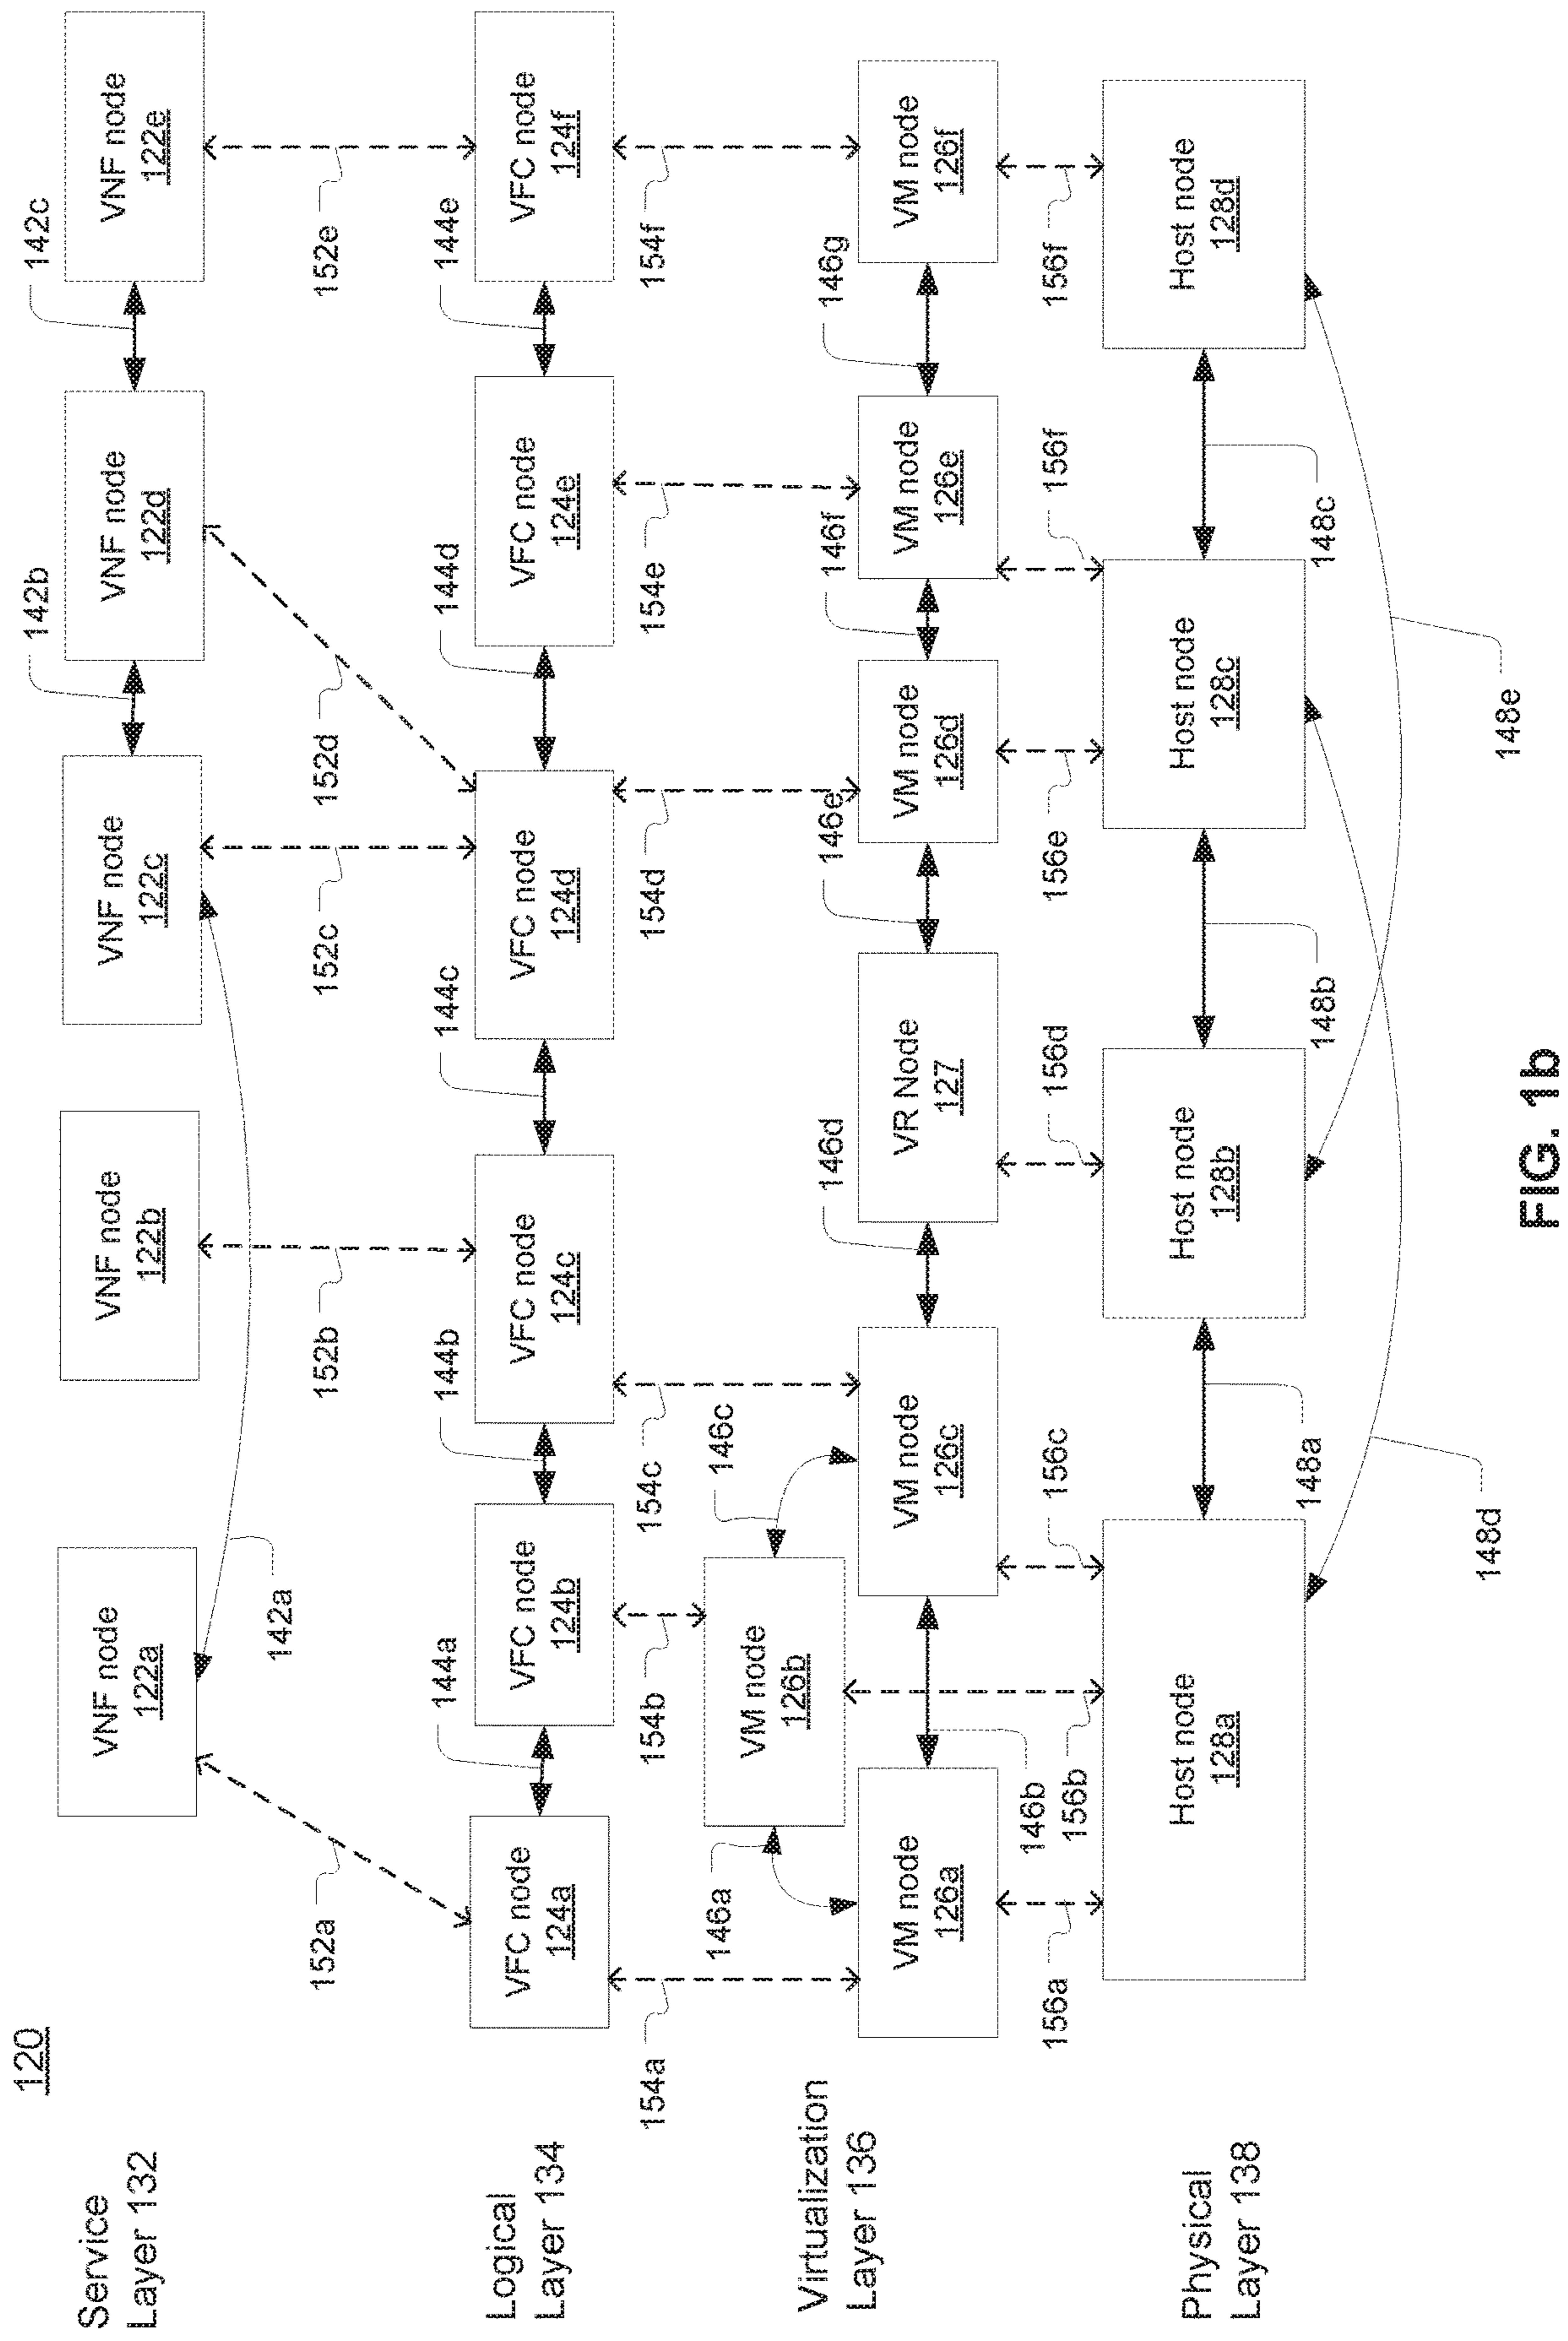 120
Service
Layer 132
VNF node
122a
VNF node
122b
VNF node
122c
VNF node
122d
VNF node
122e
142a
142b
142c
152a
152b
152c
152d
152e
Logical
Layer 134
VFC node
124a
VFC node
124b
VFC node
124c
VFC node
124d
VFC node
124e
VFC node
124f
144a
144b
144c
144d
144e
154a
154b
154c
154d
154e
154f
Virtualization
Layer 136
VM node
126a
VM node
126b
VM node
126c
VR Node
127
VM node
126d
VM node
126e
VM node
126f
146a
146b
146c
146d
146e
146f
146g
156a
156b
156c
156d
156e
156f
156f
Physical
Layer 138
Host node
128a
Host node
128b
Host node
128c
Host node
128d
148a
148b
148c
148d
148e
FIG. 1b